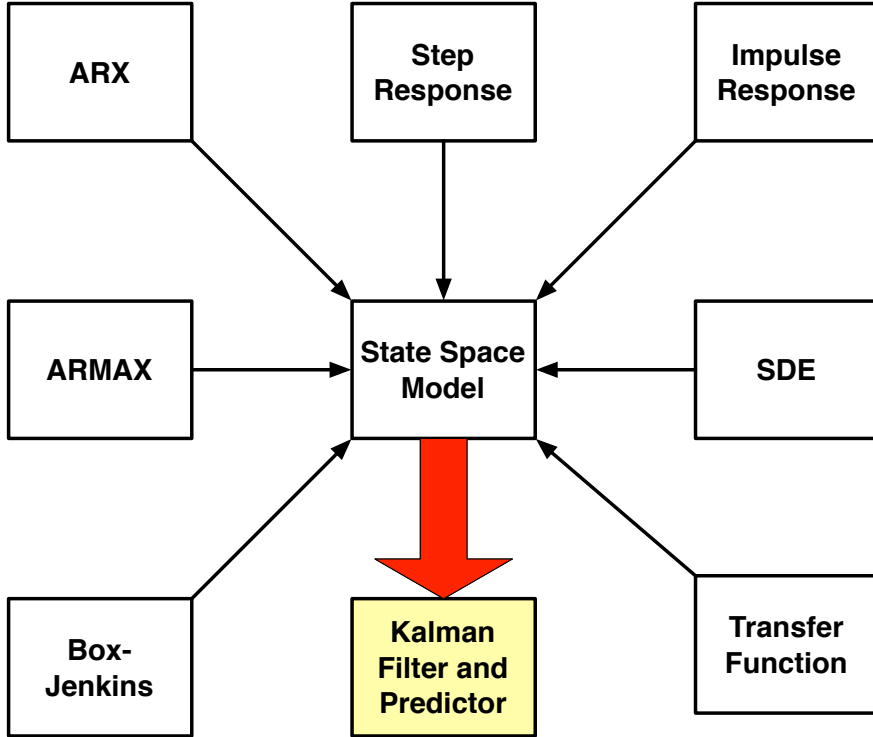 ARX
Step
Response
Impulse
Response
ARMAX
State Space
Model
SDE
Box-
Jenkins
Kalman
Filter and
Predictor
Transfer
Function